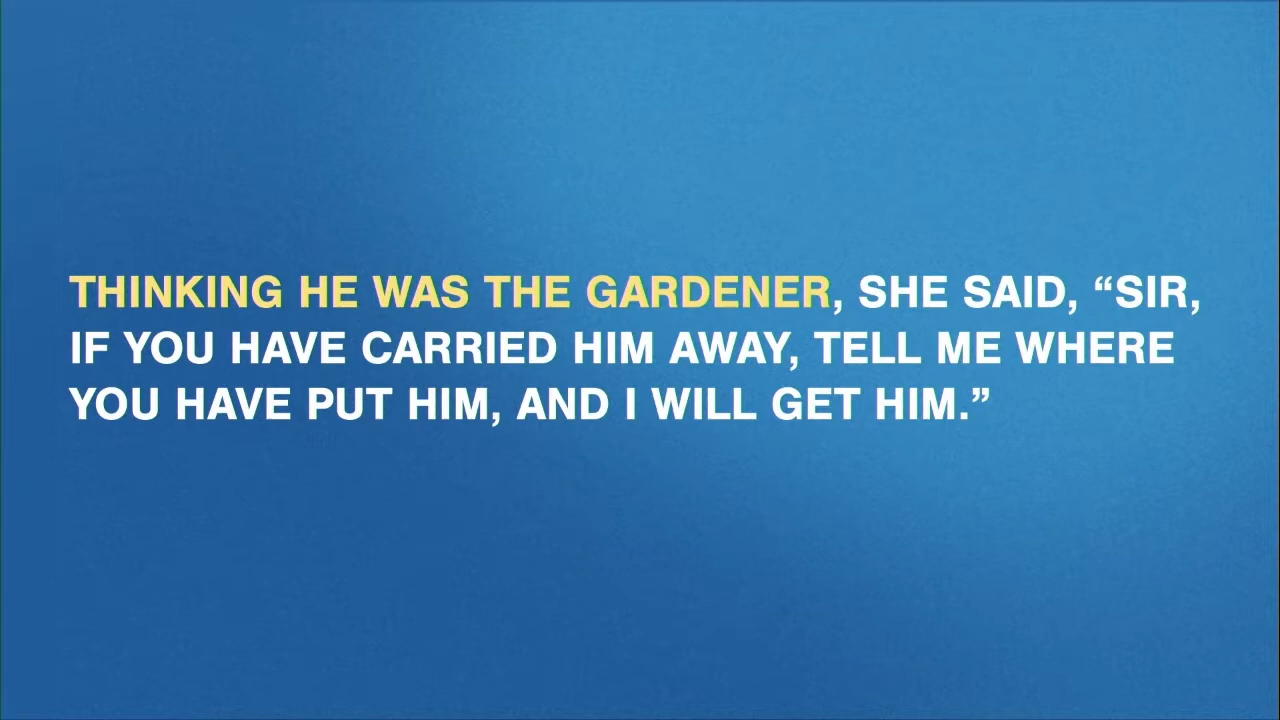 THINKING HE WAS THE GARDENER, SHE SAID, “SIR,
IF YOU HAVE CARRIED HIM AWAY, TELL ME WHERE
YOU HAVE PUT HIM, AND I WILL GET HIM.”